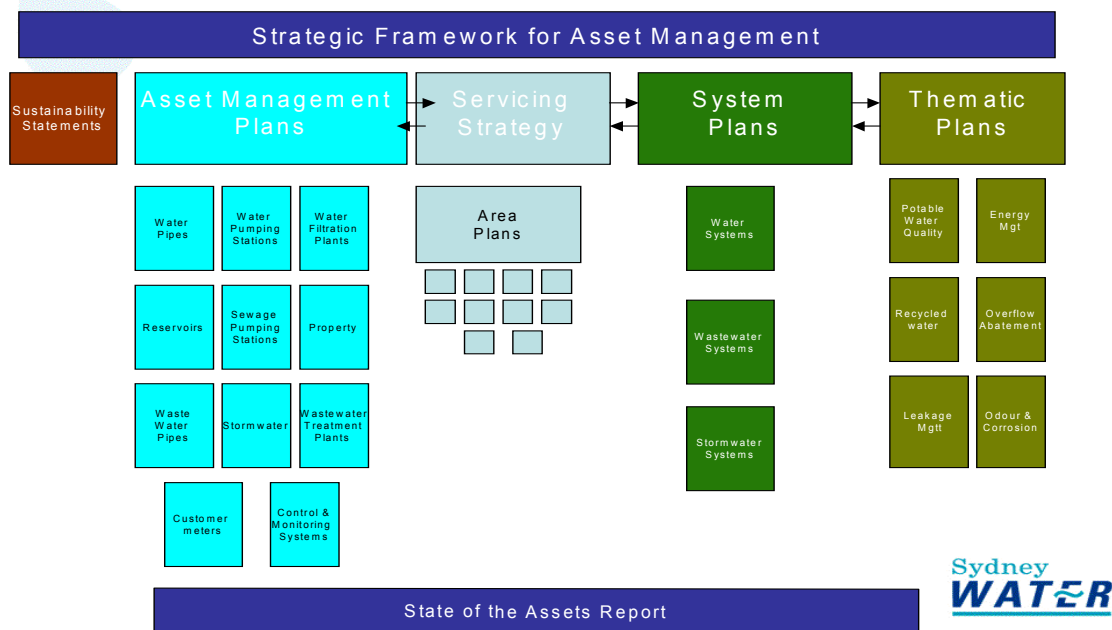 Strategic Framework for Asset Management
Sustainability
Statements
Asset Management
Plans
Servicing
Strategy
System
Plans
Thematic
Plans
Water
Pipes
Water
Pumping
Stations
Water
Filtration
Plants
Reservoirs
Sewage
Pumping
Stations
Property
Waste
Water
Pipes
Stormwater
Wastewater
Treatment
Plants
Customer
meters
Control &
Monitoring
Systems
Area
Plans
Water
Systems
Wastewater
Systems
Stormwater
Systems
Potable
Water
Quality
Energy
Mgt
Recycled
water
Overflow
Abatement
Leakage
Mgtt
Odour &
Corrosion
State of the Assets Report
Sydney
WATER